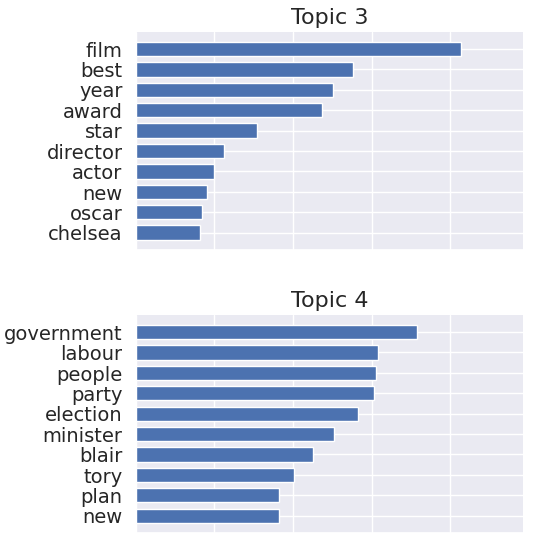 Topic 3
film
best
year
award
star
director
actor
new
oscar
chelsea
Topic 4
government
labour
people
party
election
minister
blair
tory
plan
new